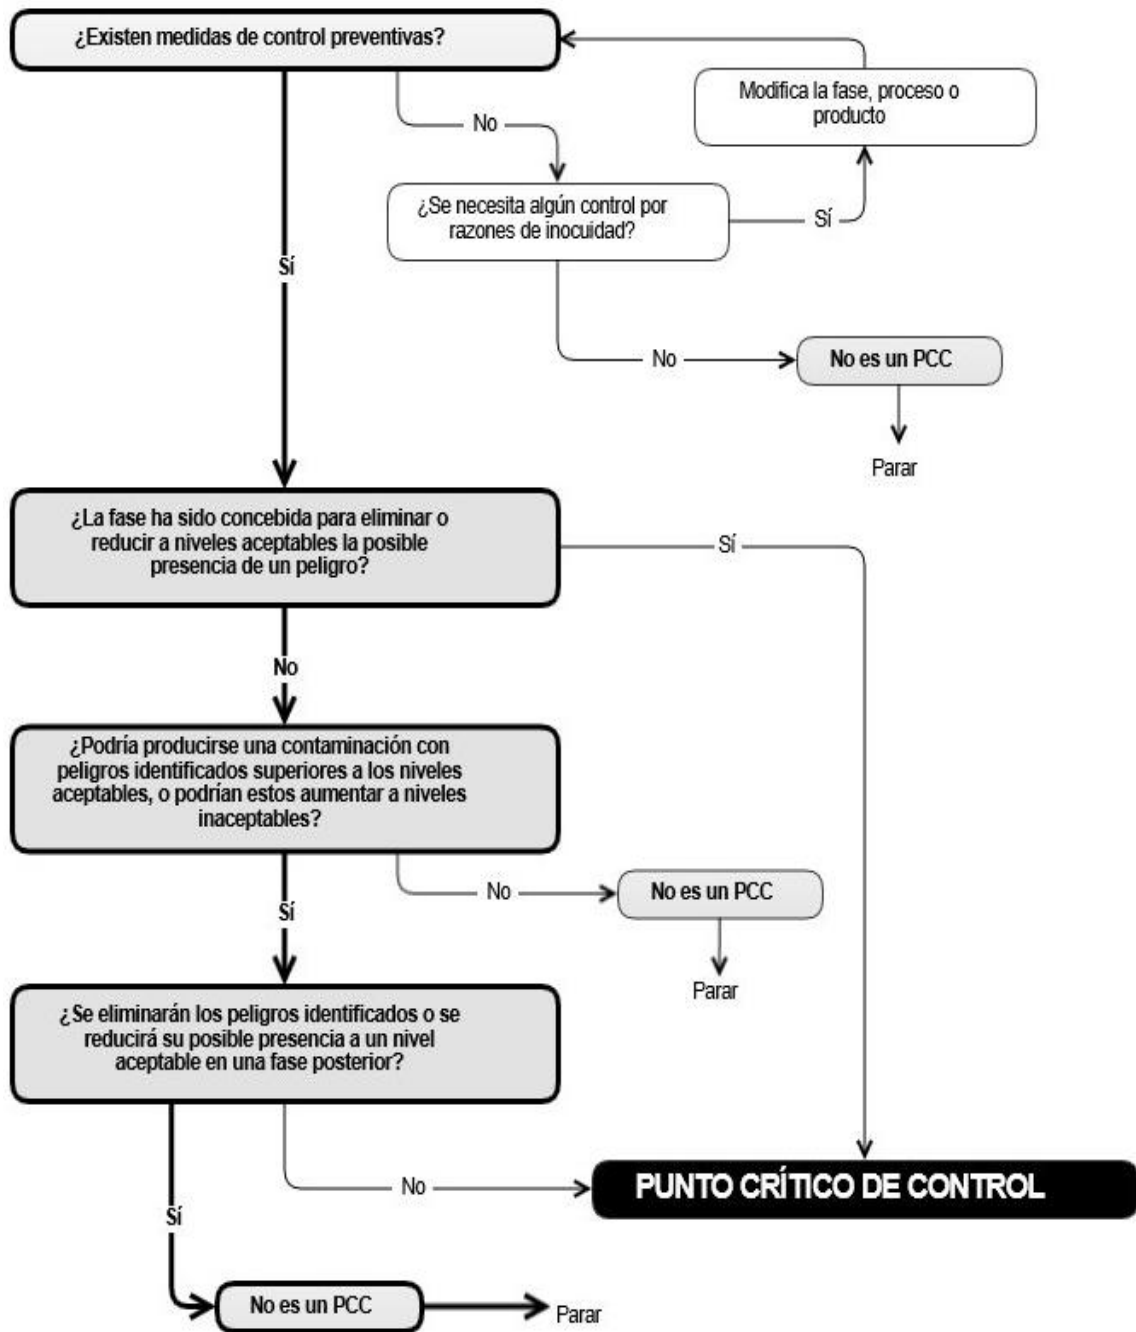 ¿Existen medidas de control preventivas?
Modifica la fase, proceso o
producto
No
¿Se necesita algún control por
razones de inocuidad?
Sí
Sí
No
No es un PCC
Parar
¿La fase ha sido concebida para eliminar o
reducir a niveles aceptables la posible
presencia de un peligro?
Sí
No
¿Podría producirse una contaminación con
peligros identificados superiores a los niveles
aceptables, o podrían estos aumentar a niveles
inaceptables?
No
No es un PCC
Sí
Parar
¿Se eliminarán los peligros identificados o se
reducirá su posible presencia a un nivel
aceptable en una fase posterior?
No
PUNTO CRÍTICO DE CONTROL
Sí
No es un PCC
Parar